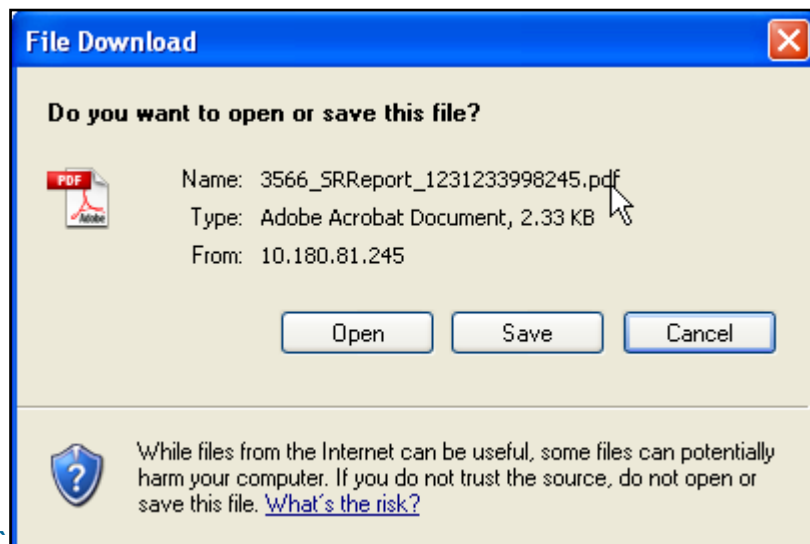 File Download
Do you want to open or save this file?
PDF
Adobe
Name: 3566_SRReport_1231233998245.pdf
Type: Adobe Acrobat Document, 2.33 KB
From: 10.180.81.245
Open Save Cancel
While files from the Internet can be useful, some files can potentially
harm your computer. If you do not trust the source, do not open or
save this file. What's the risk?